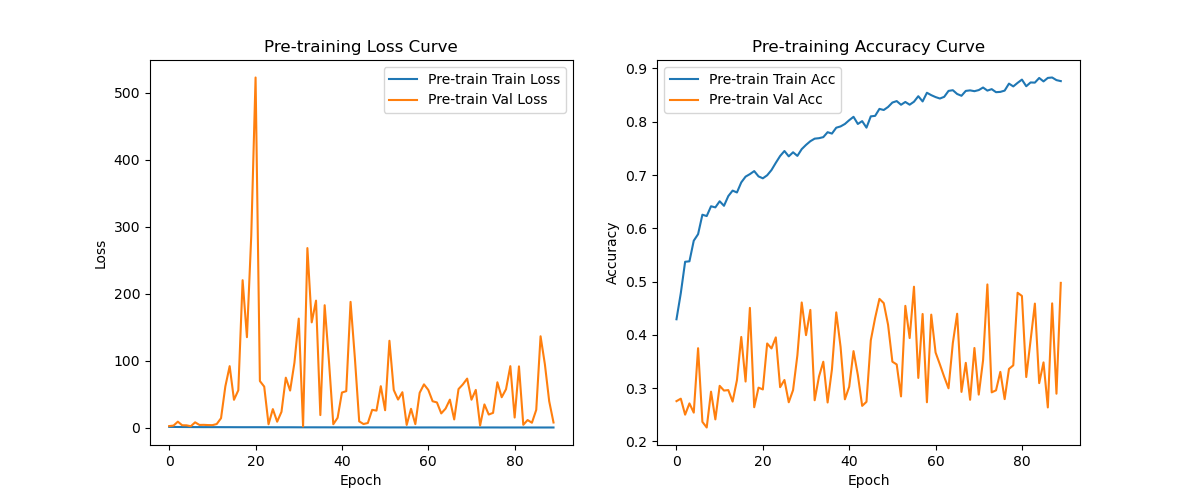 Pre-training Loss Curve
Pre-train Train Loss
Pre-train Val Loss
Loss
500
400
300
200
100
0
0
20
40
60
80
Epoch
Pre-training Accuracy Curve
Pre-train Train Acc
Pre-train Val Acc
Accuracy
0.9
0.8
0.7
0.6
0.5
0.4
0.3
0.2
0
20
40
60
80
Epoch